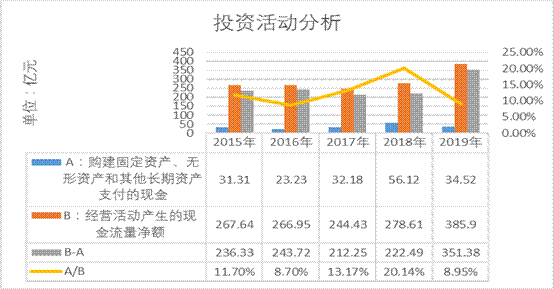 投资活动分析
单位：亿元
450
400
350
300
250
200
150
100
50
0
25.00%
20.00%
15.00%
10.00%
5.00%
0.00%
2015年 2016年 2017年 2018年 2019年
A：购建固定资产、无
形资产和其他长期资产
支付的现金
31.31 23.23 32.18 56.12 34.52
B：经营活动产生的现
金流量净额
267.64 266.95 244.43 278.61 385.9
B-A 236.33 243.72 212.25 222.49 351.38
A/B 11.70% 8.70% 13.17% 20.14% 8.95%